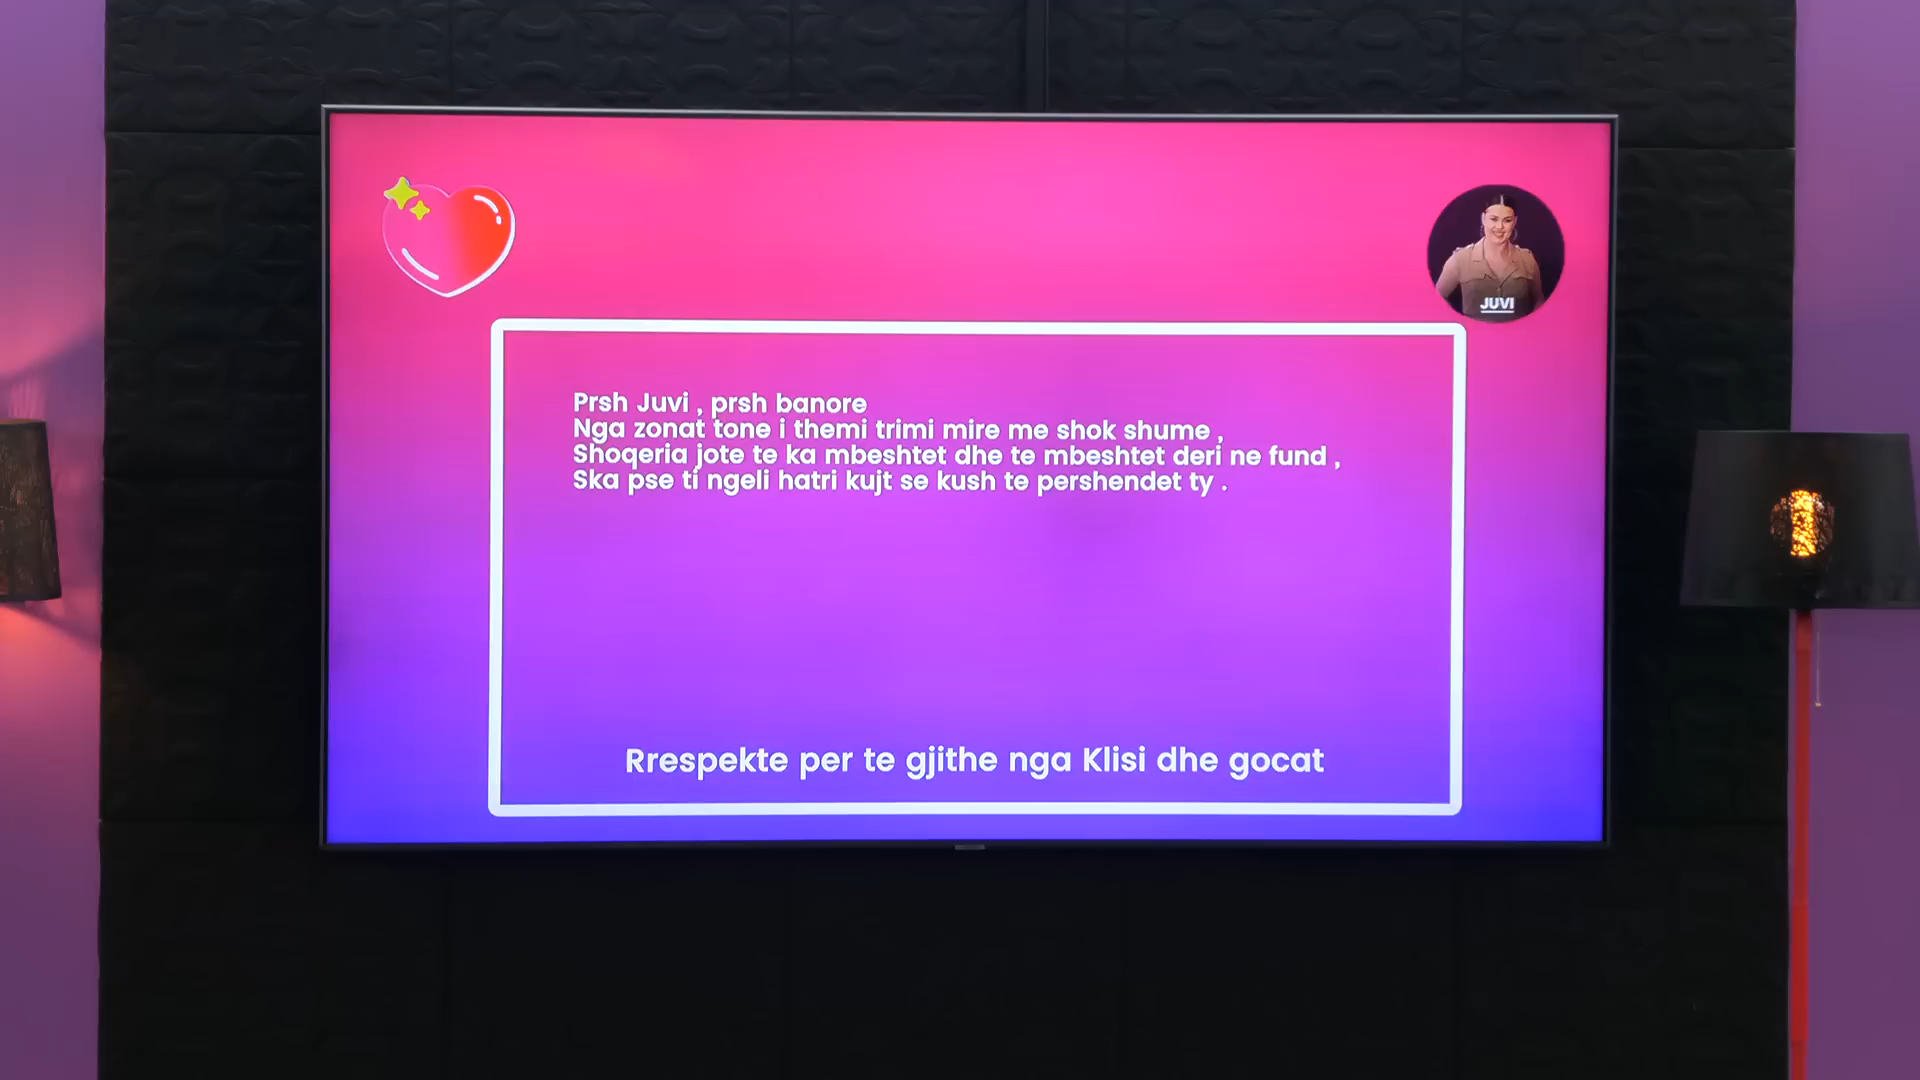 JUVI
Prsh Juvi , prsh banore
Nga zonat tone i themi trimi mire me shok shume ,
Shoqeria jote te ka mbeshtet dhe te mbeshtet deri ne fund ,
Ska pse ti ngeli hatri kujt se kush te pershendet ty .
Rrespekte per te gjithe nga Klisi dhe gocat